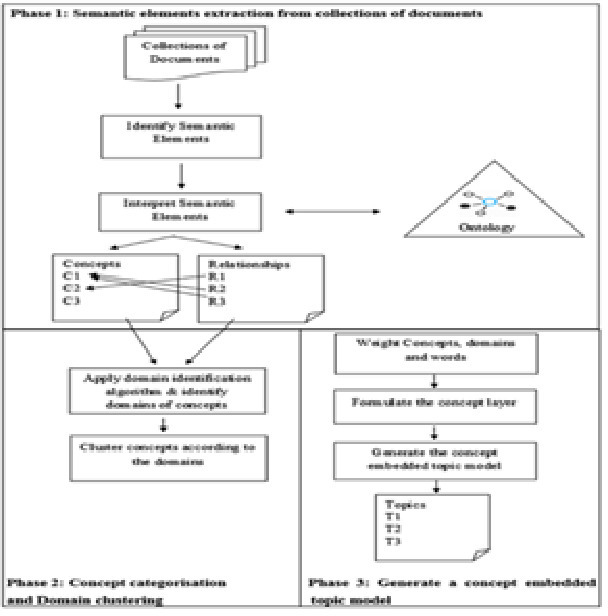 Phase 1: Semantic elements extraction from collections of documents
Collections of
Documents
Identify Semantic
Elements
Interpret Semantic
Elements
Ontology
Concepts
C1
C2
C3
Relationships
R1
R2
R3
Apply domain identification
algorithm & identify
domains of concepts
Cluster concepts according to
the domains
Phase 2: Concept categorisation
and Domain clustering
Weight Concepts, domains
and words
Formulate the concept layer
Generate the concept
embedded topic model
Topics
T1
T2
T3
Phase 3: Generate a concept embedded
topic model